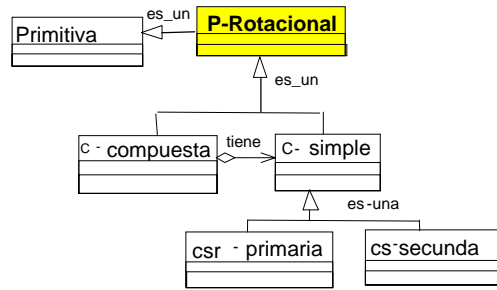 es_un
P-Rotacional
Primitiva
es_un
C - compuesta
tiene
C- simple
es-una
csr - primaria
cs-secunda